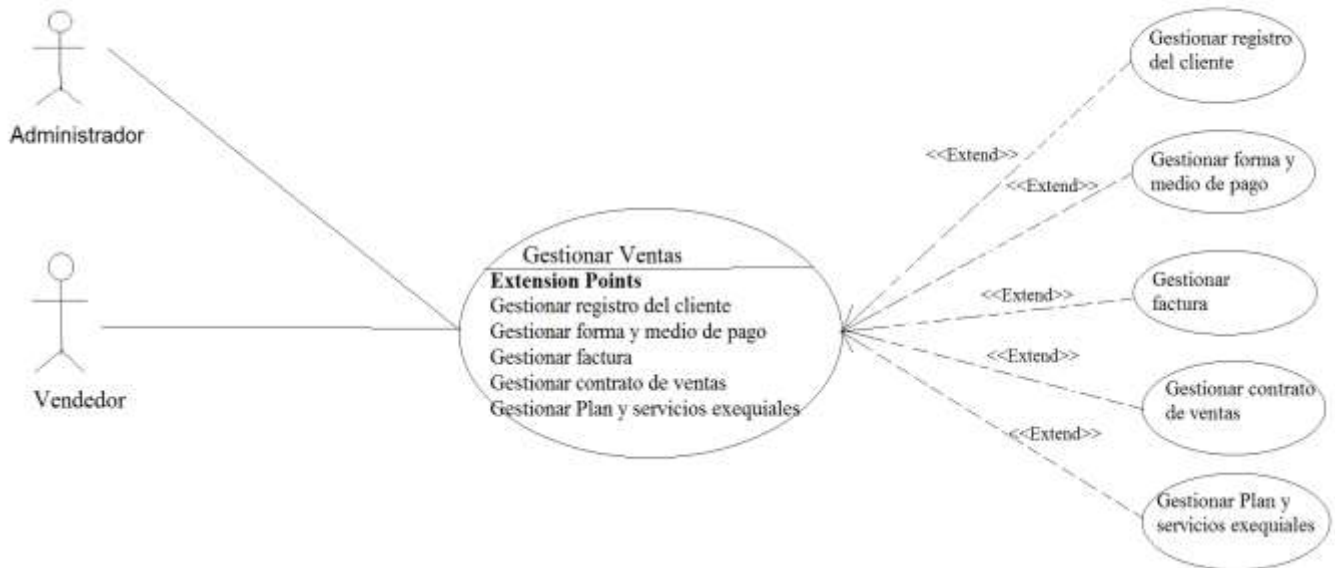 Administrador
Vendedor
Gestionar Ventas
Extension Points
Gestionar registro del cliente
Gestionar forma y medio de pago
Gestionar factura
Gestionar contrato de ventas
Gestionar Plan y servicios exequiales
<<Extend>>
<<Extend>>
<<Extend>>
<<Extend>>
<<Extend>>
Gestionar registro
del cliente
Gestionar forma y
medio de pago
Gestionar
factura
Gestionar contrato
de ventas
Gestionar Plan y
servicios exequiales